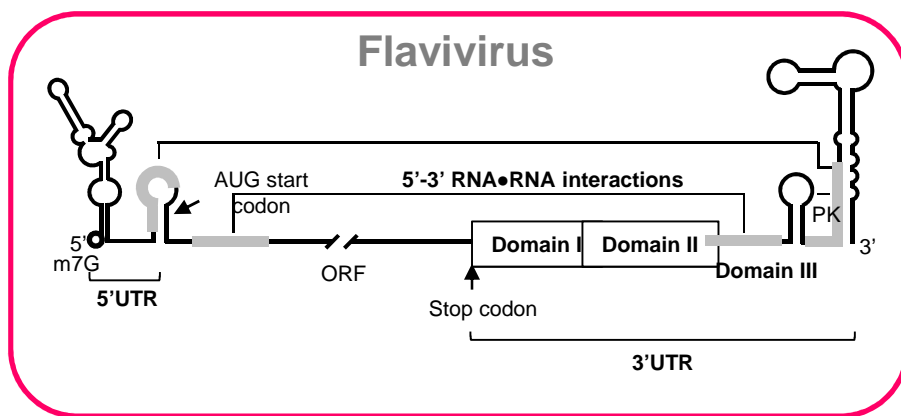 Flavivirus
AUG start
codon
5’-3’ RNA●RNA interactions
PK
5’
m7G
Domain I
Domain II
Domain III
3’
ORF
5’UTR
Stop codon
3’UTR